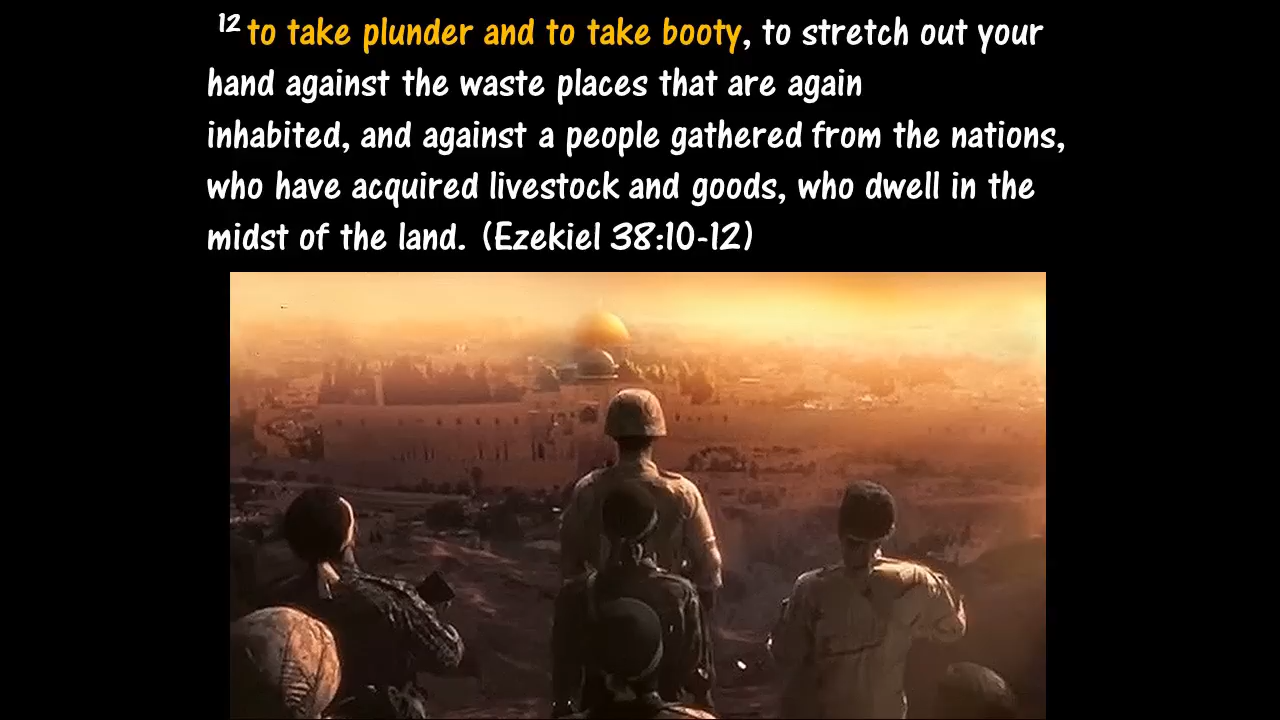 12 to take plunder and to take booty, to stretch out your
hand against the waste places that are again
inhabited, and against a people gathered from the nations,
who have acquired livestock and goods, who dwell in the
midst of the land. (Ezekiel 38:10-12)